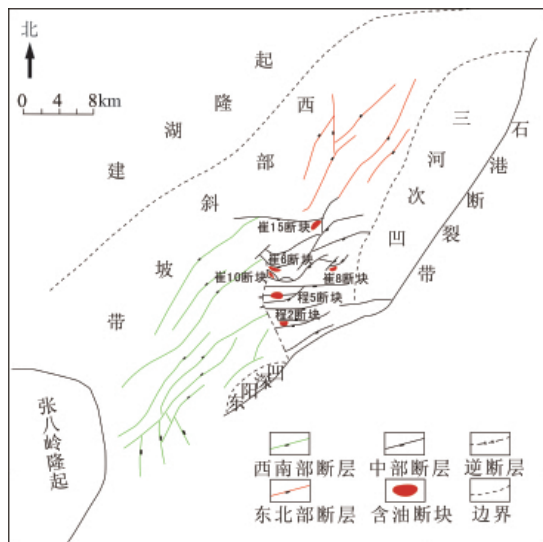 北
0 4 8km
建湖隆起
西部斜坡带
三河次凹
石港断裂带
崔15断块
崔6断块
崔10断块
崔8断块
程5断块
程2断块
东阳深凹
张八岭隆起
西南部断层
中部断层
逆断层
东北部断层
含油断块
边界